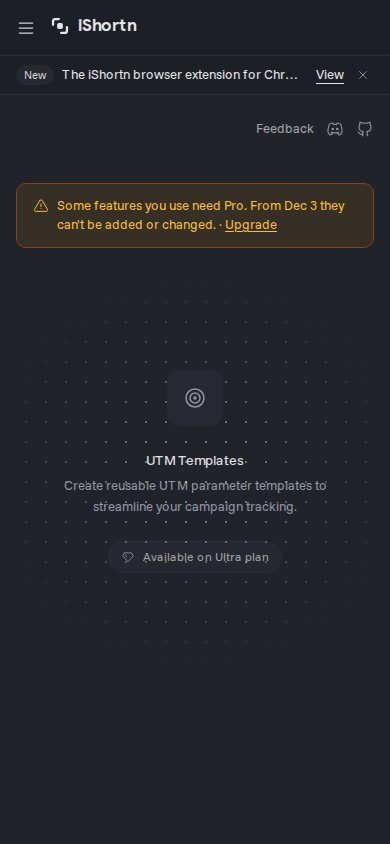 iShortn
New The iShortn browser extension for Chr... View
Feedback
Some features you use need Pro. From Dec 3 they
can't be added or changed. · Upgrade
UTM Templates
Create reusable UTM parameter templates to
streamline your campaign tracking.
Available on Ultra plan